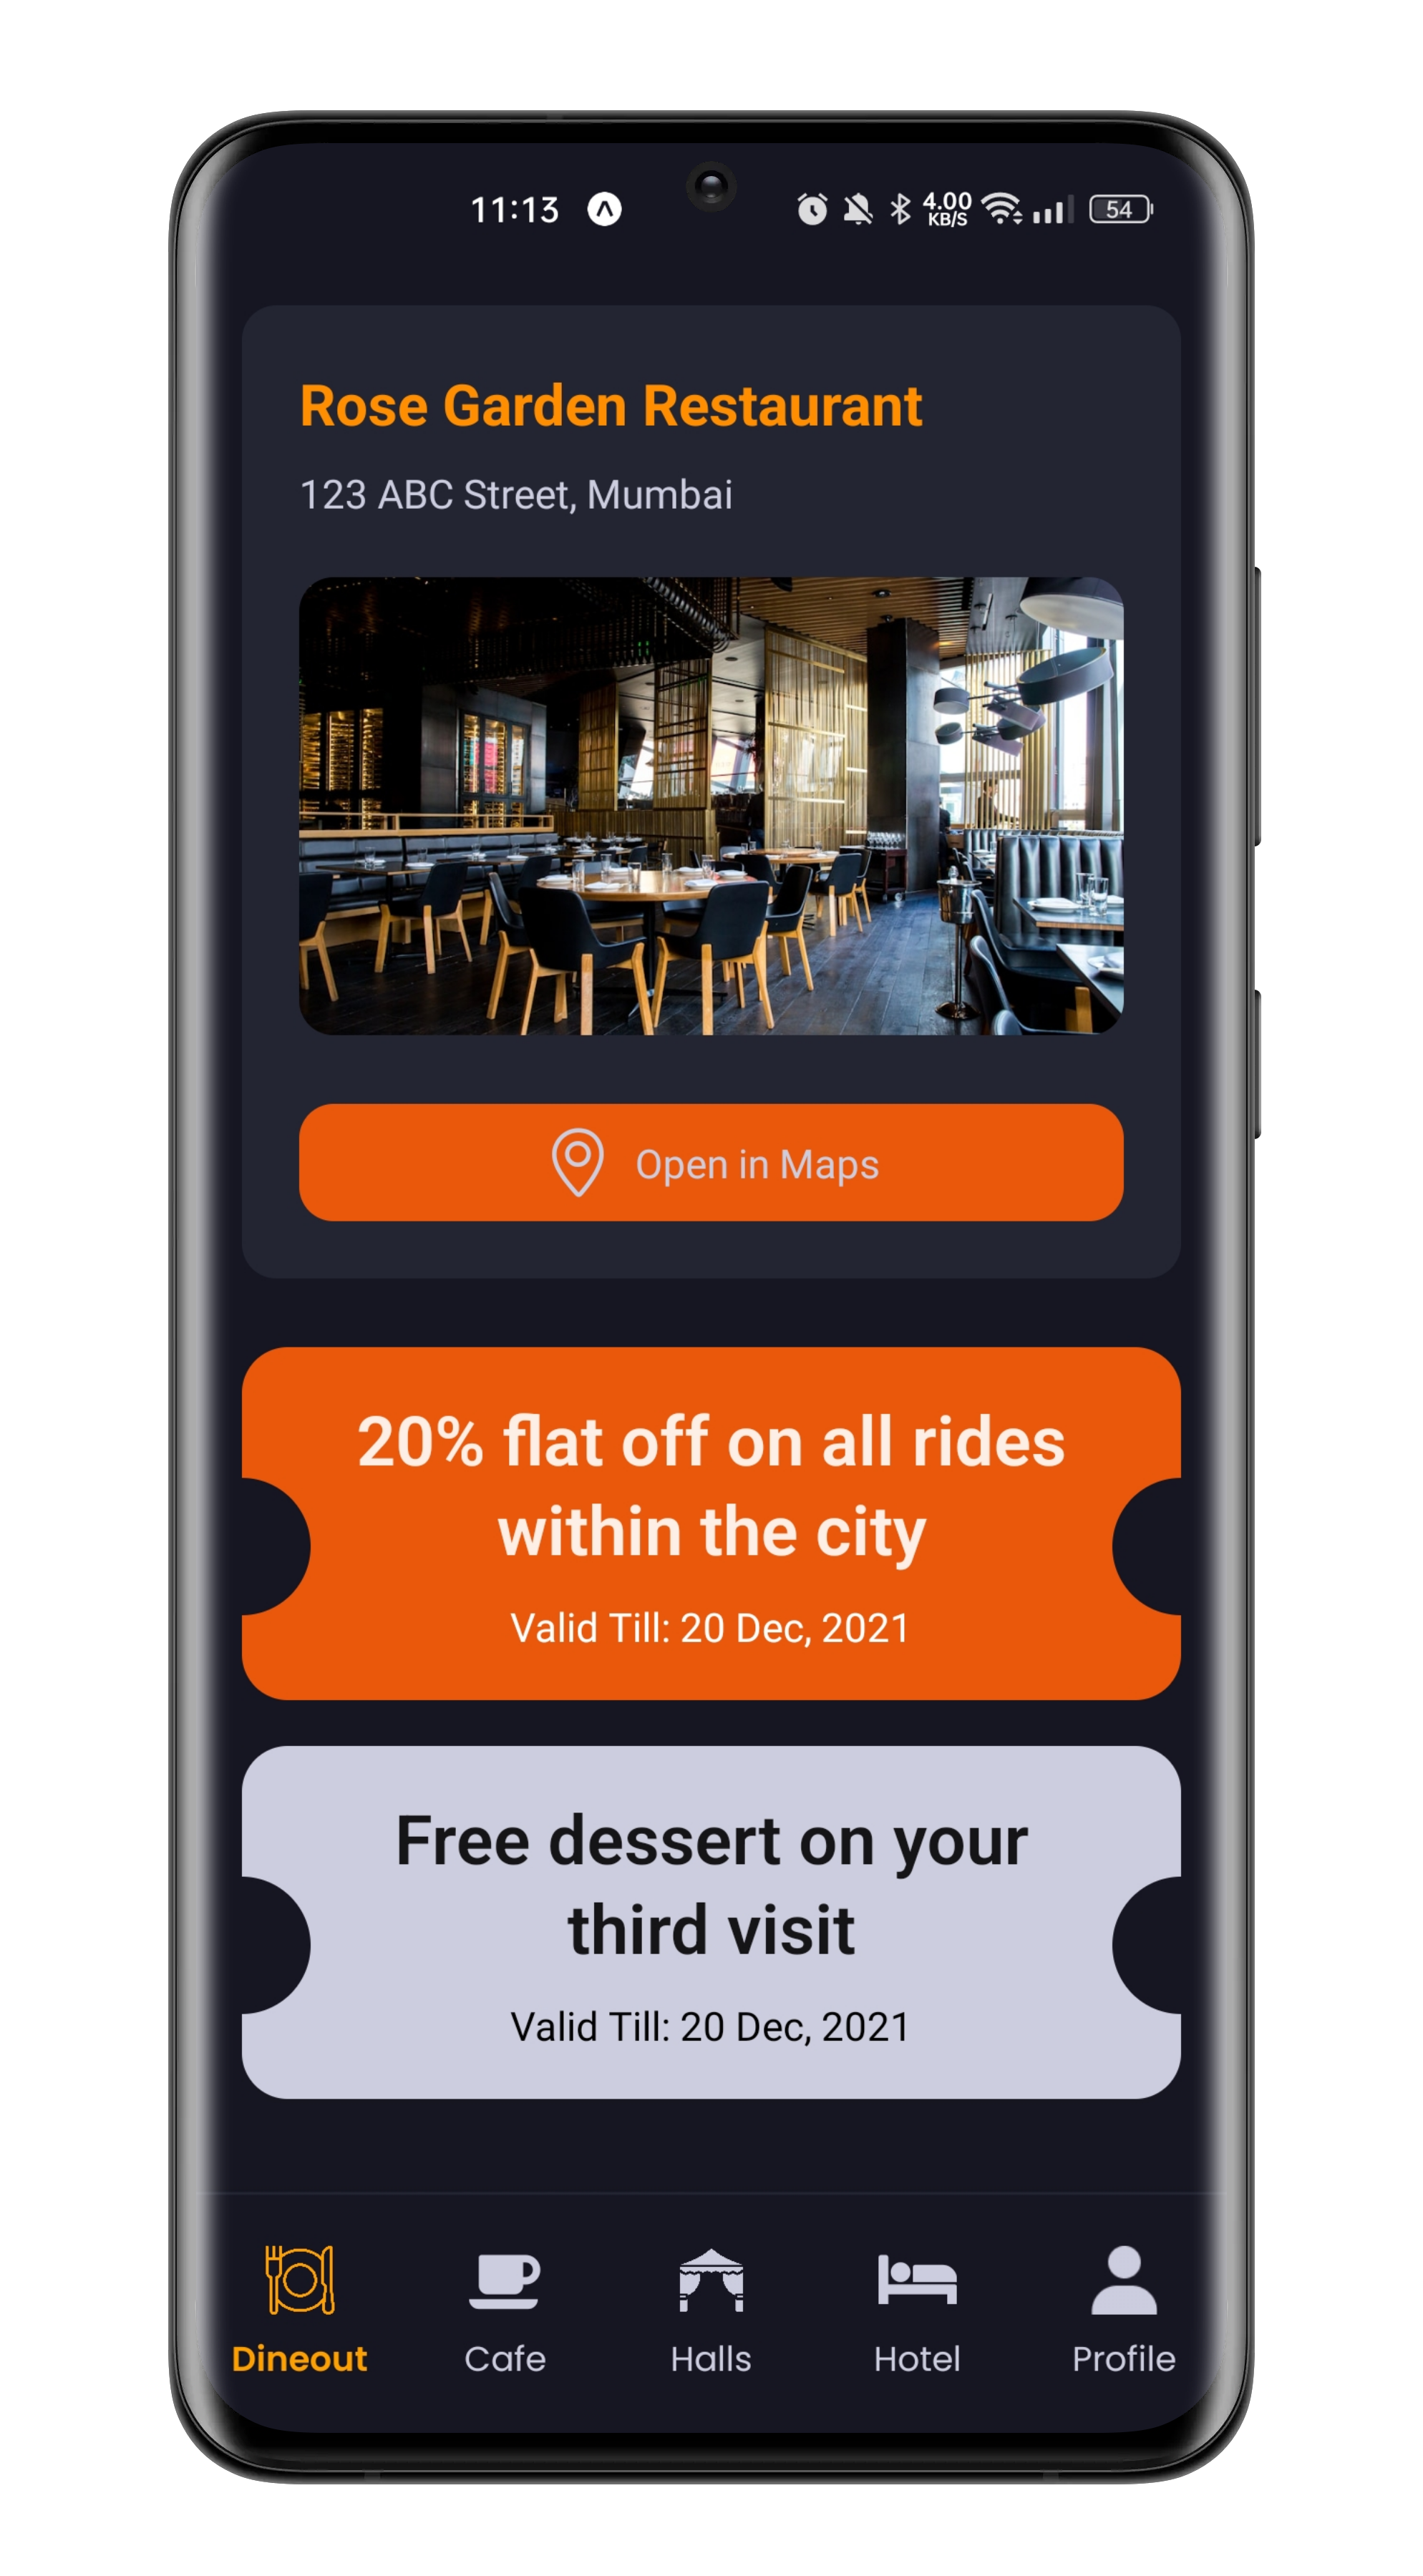 11:13
4.00
KB/S
54
Rose Garden Restaurant
123 ABC Street, Mumbai
Open in Maps
20% flat off on all rides
within the city
Valid Till: 20 Dec, 2021
Free dessert on your
third visit
Valid Till: 20 Dec, 2021
Dineout
Cafe
Halls
Hotel
Profile